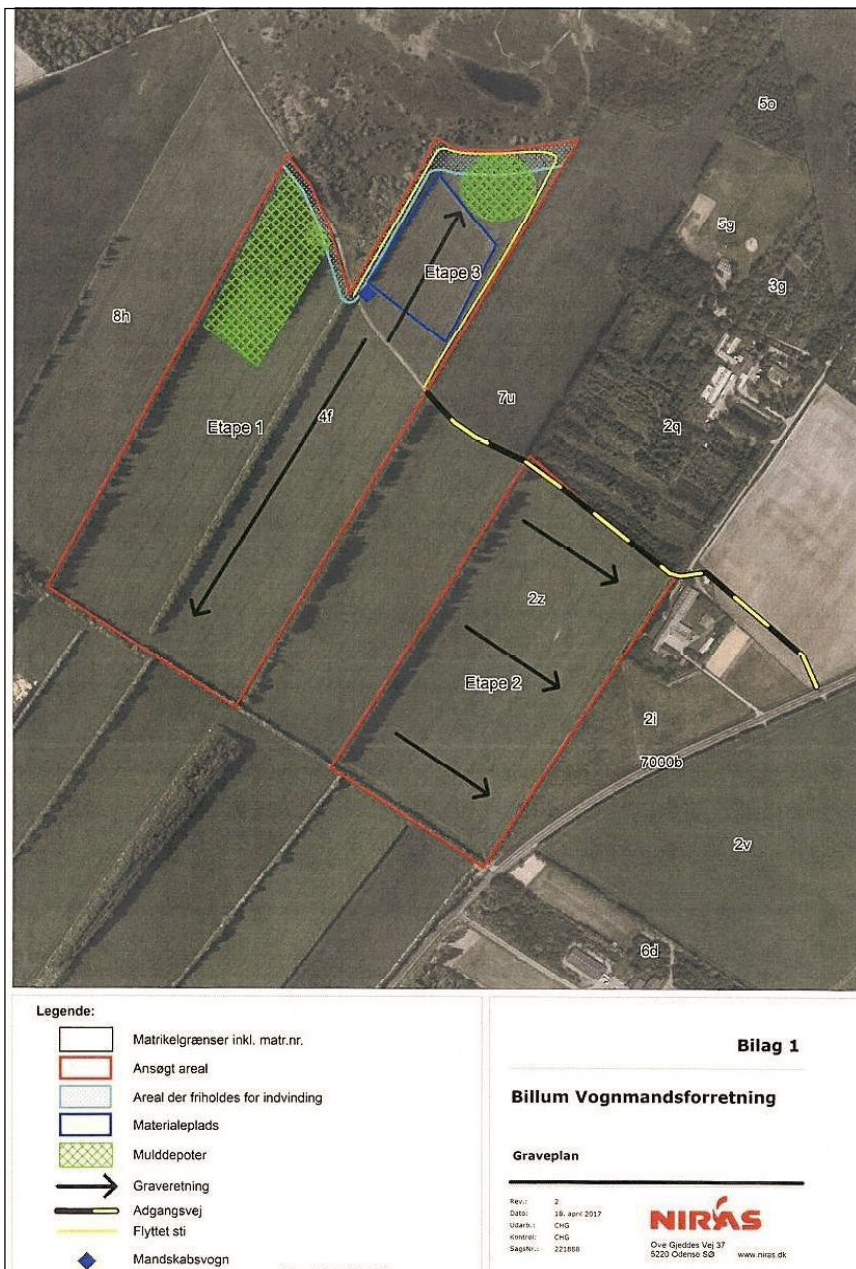 5o
5g
3g
8h
Etape 3
7u
2q
Etape 1
4f
2z
Etape 2
2i
7000b
2v
6d
Legende:
Matrikelgrænser inkl. matr.nr.
Ansøgt areal
Areal der friholdes for indvinding
Materialeplads
Mulddepoter
Graveretning
Adgangsvej
Flyttet sti
Mandskabsvogn
Bilag 1
Billum Vognmandsforretning
Graveplan
Rev.: 2
Dato: 18. april 2017
Udarb.: CHG
Kontrol: CHG
SagsNr.: 221888
NIRAS
Ove Gjeddes Vej 37
5220 Odense SØ www.niras.dk